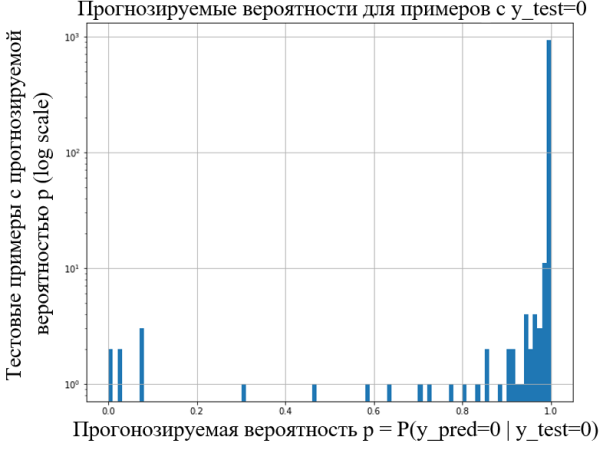 Прогнозируемые вероятности для примеров с y_test=0
Тестовые примеры с прогнозируемой
вероятностью p (log scale)
10³
10²
10¹
10⁰
0.0 0.2 0.4 0.6 0.8 1.0
Прогонозируемая вероятность p = P(y_pred=0 | y_test=0)